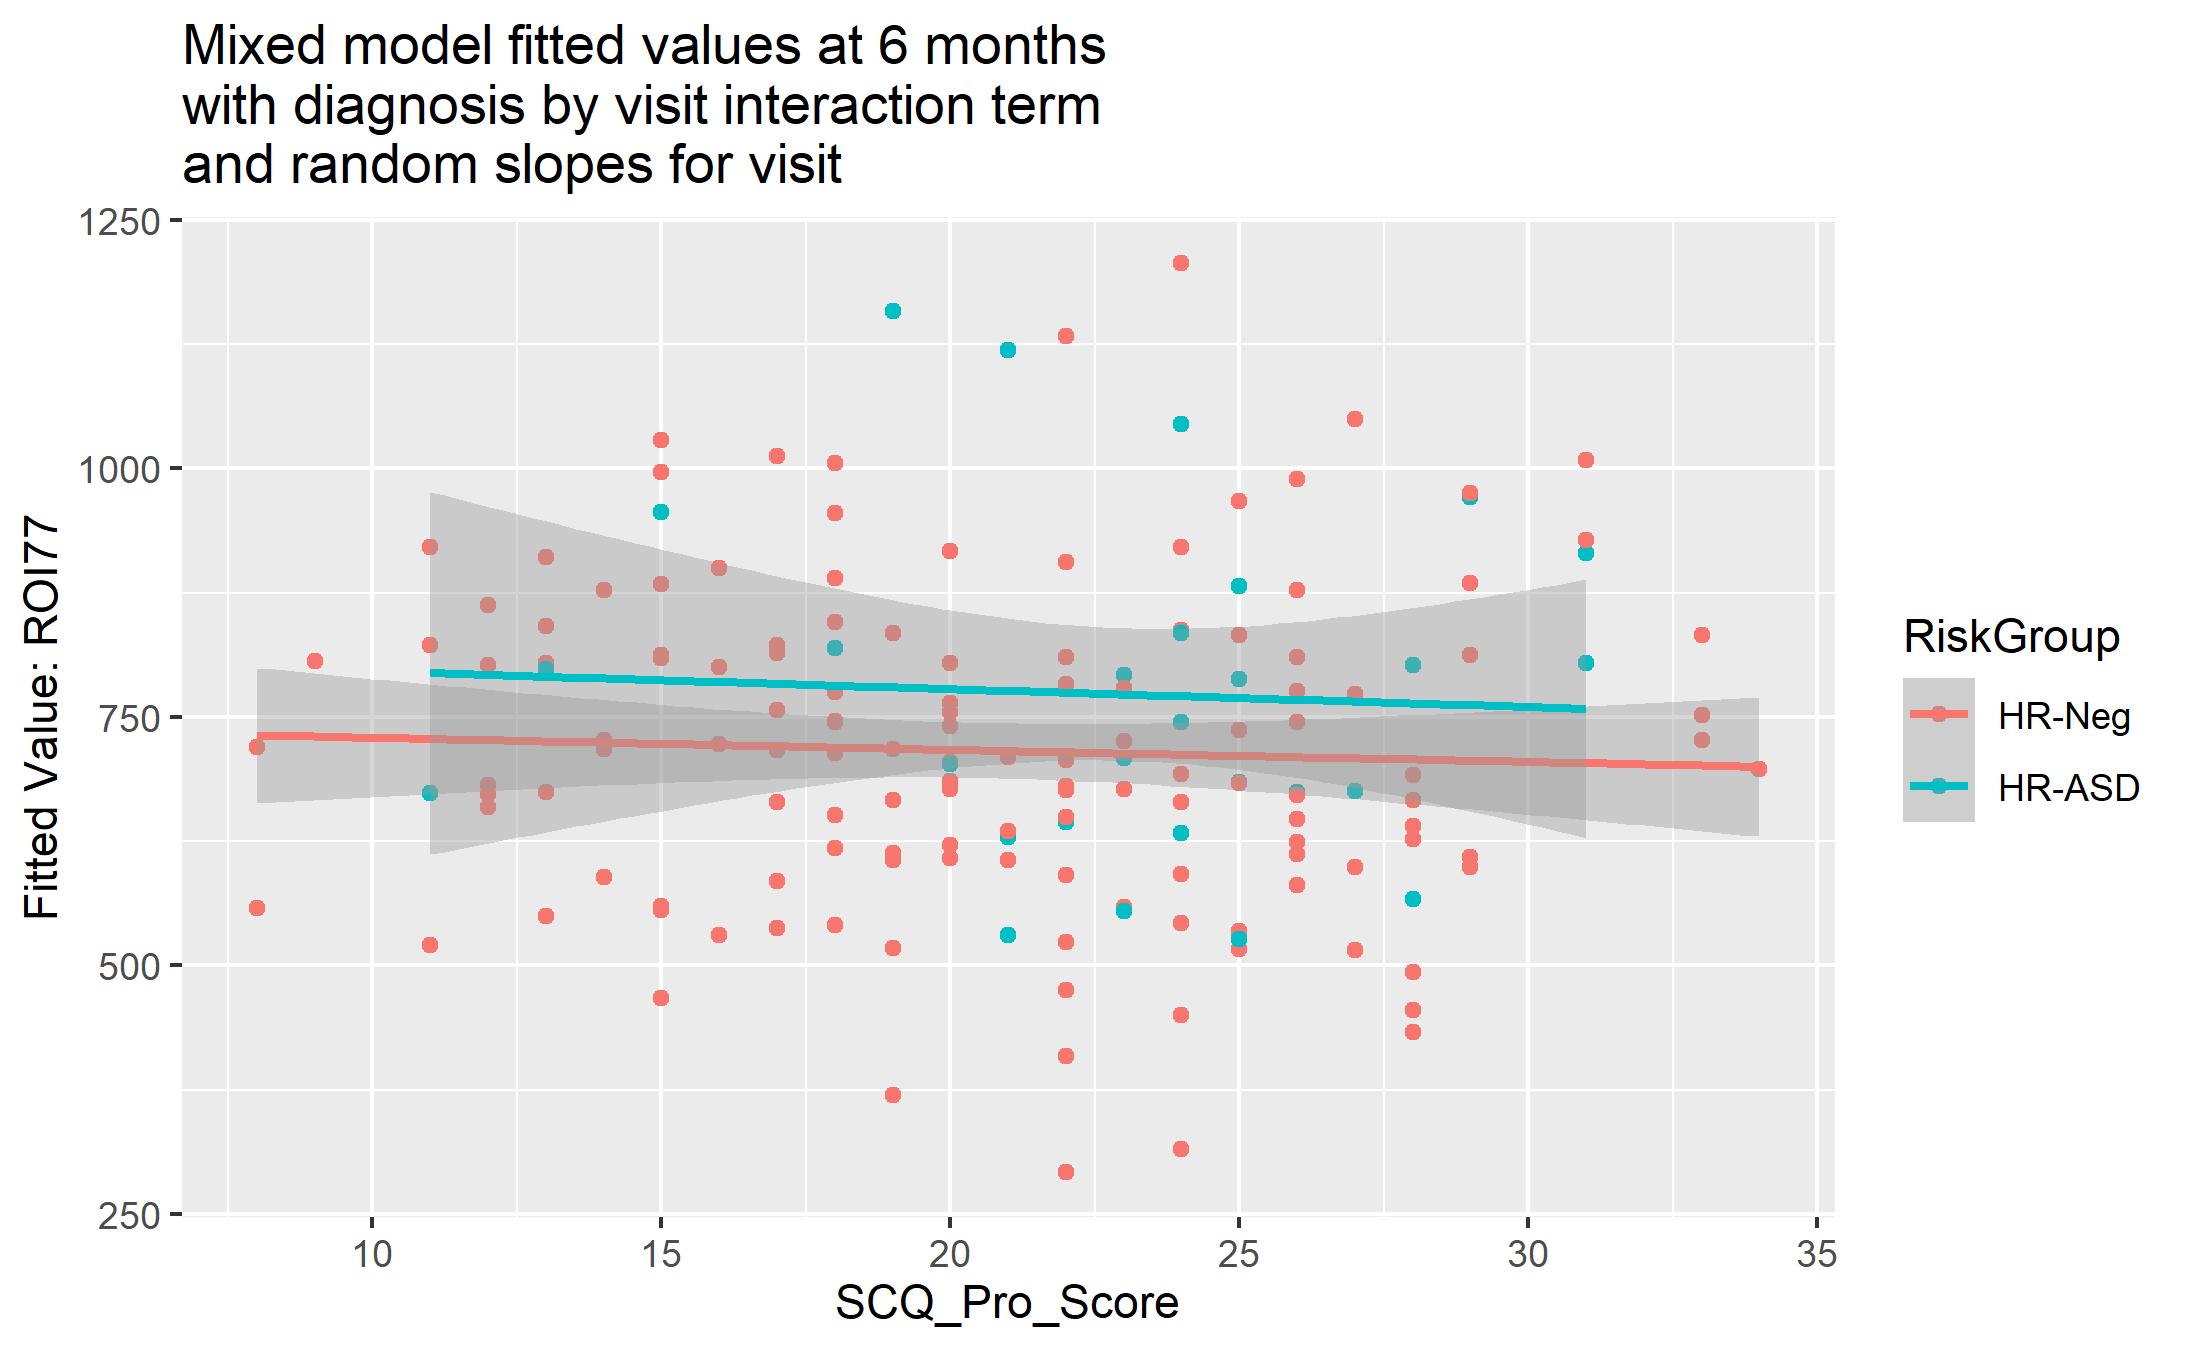 Mixed model fitted values at 6 months
with diagnosis by visit interaction term
and random slopes for visit
1250
1000
750
500
250
Fitted Value: ROI77
10 15 20 25 30 35
SCQ_Pro_Score
RiskGroup
HR-Neg
HR-ASD